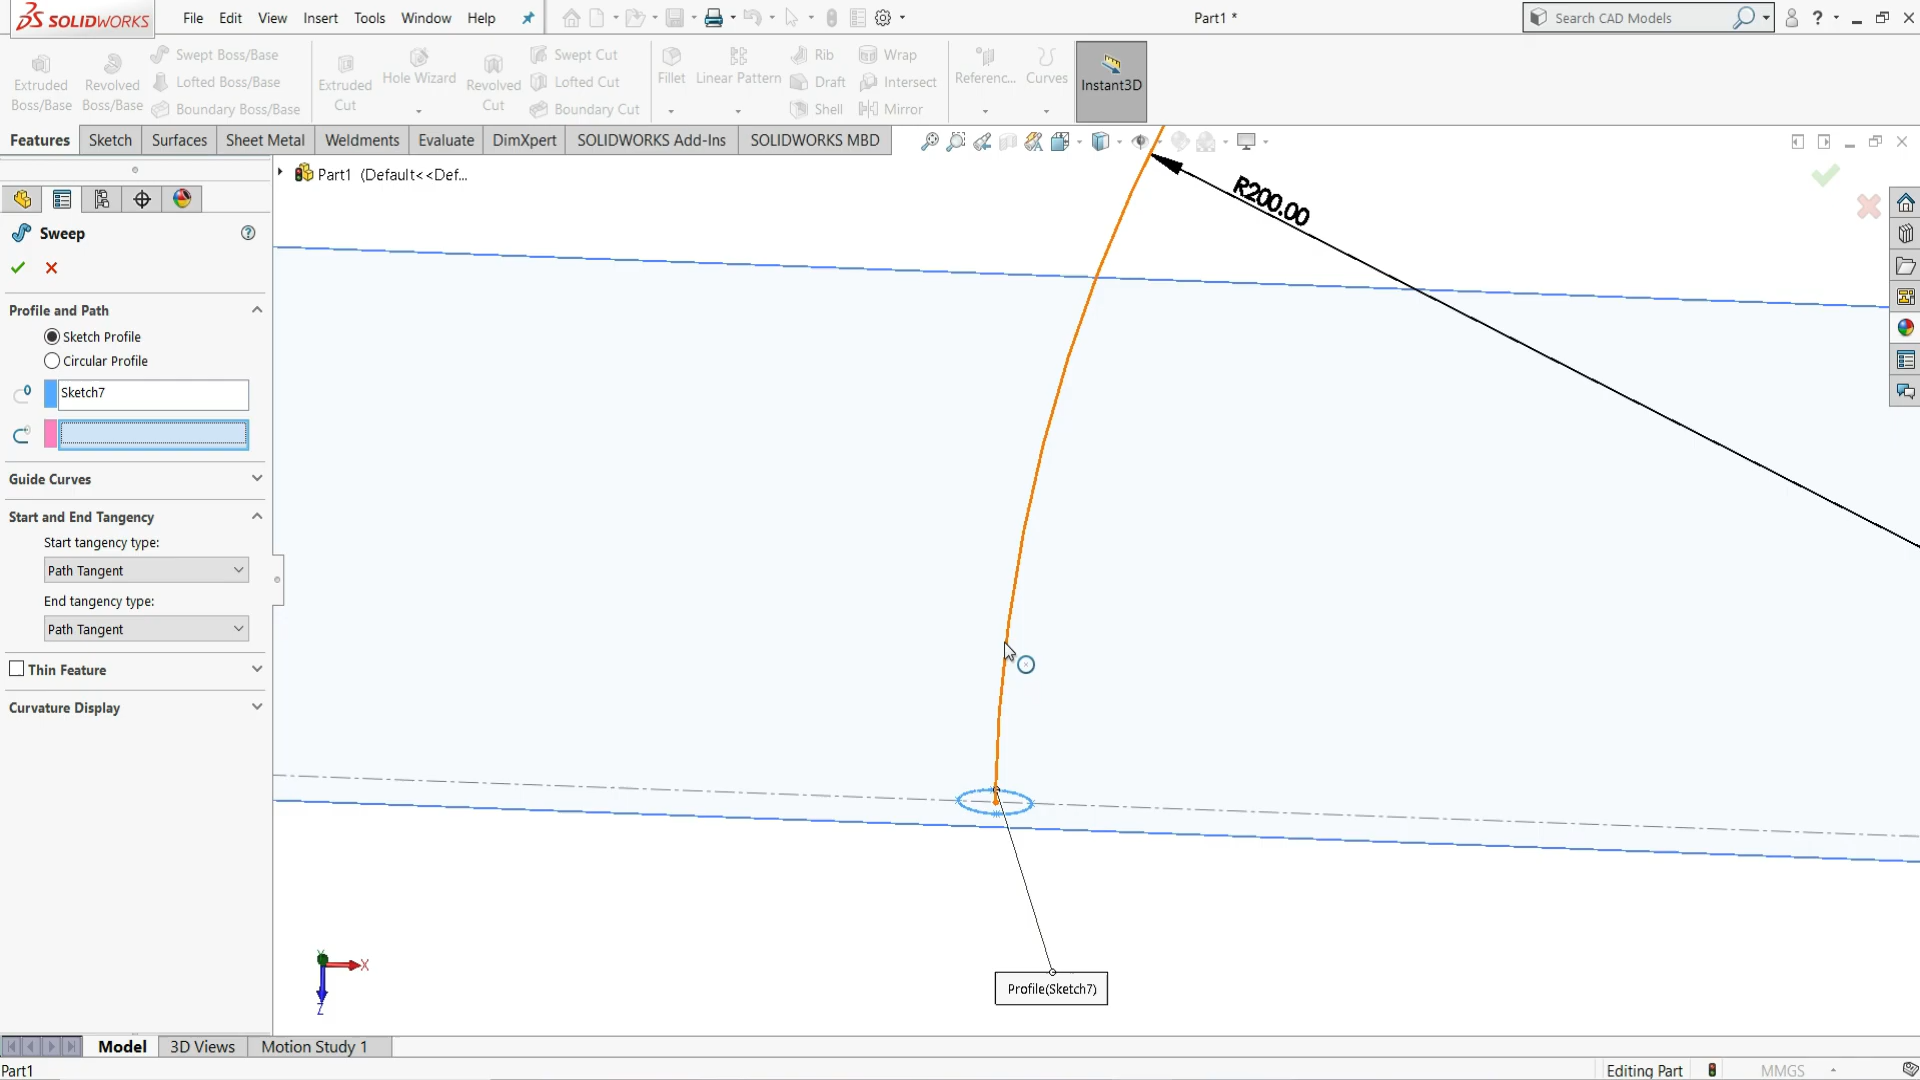 SOLIDWORKS File Edit View Insert Tools Window Help Part1 * Search CAD Models ?
Extruded Boss/Base
Revolved Boss/Base
Swept Boss/Base
Lofted Boss/Base
Boundary Boss/Base
Extruded Cut
Hole Wizard
Revolved Cut
Swept Cut
Lofted Cut
Boundary Cut
Fillet
Linear Pattern
Rib
Draft
Shell
Wrap
Intersect
Mirror
Referenc...
Curves
Instant3D
Features Sketch Surfaces Sheet Metal Weldments Evaluate DimXpert SOLIDWORKS Add-Ins SOLIDWORKS MBD
Part1 (Default<<Def...
Sweep
Profile and Path
Sketch Profile
Circular Profile
Sketch7
Guide Curves
Start and End Tangency
Start tangency type:
Path Tangent
End tangency type:
Path Tangent
Thin Feature
Curvature Display
R200.00
Profile(Sketch7)
Y
X
Z
Model 3D Views Motion Study 1
Part1 Editing Part MMGS